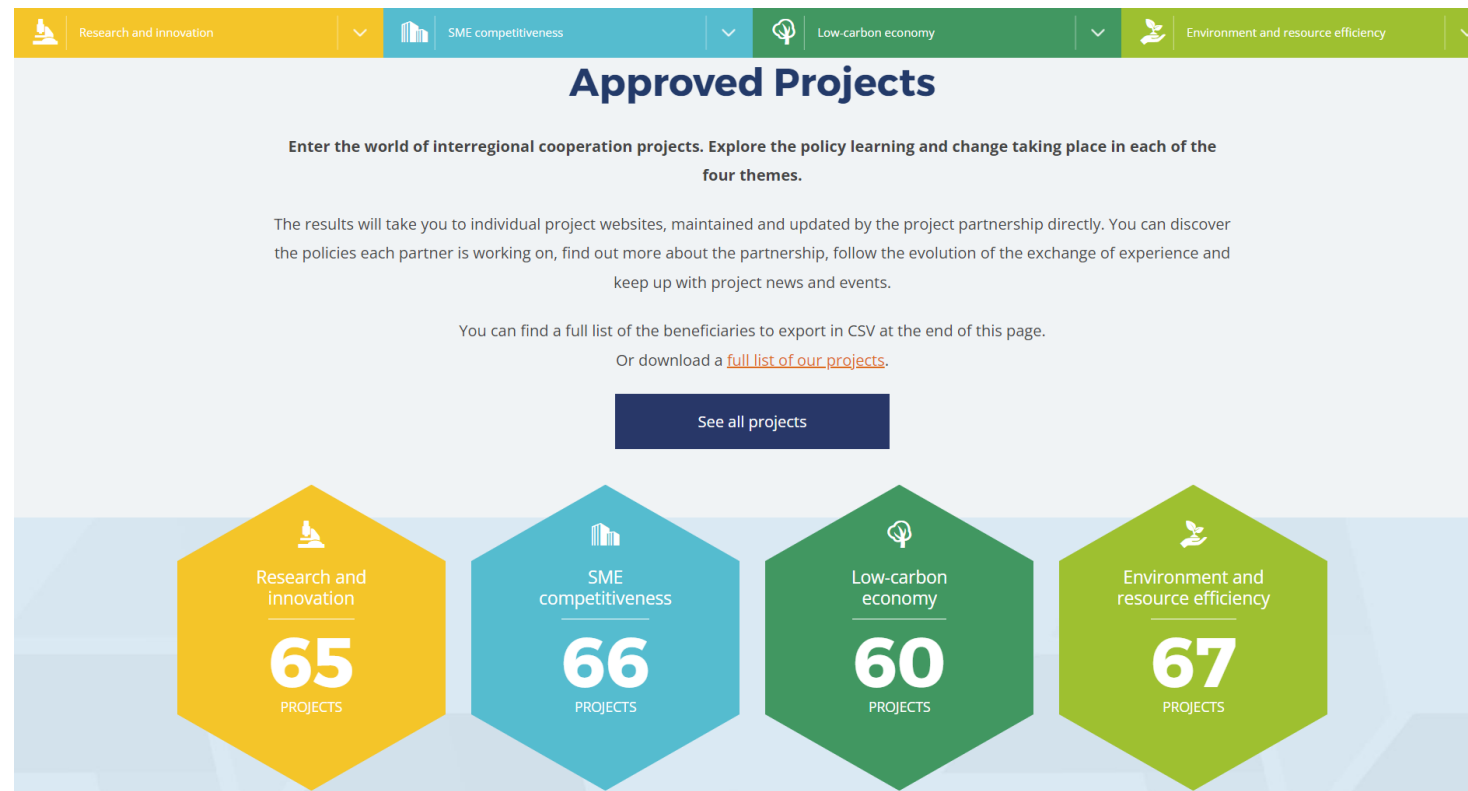 Research and innovation
SME competitiveness
Low-carbon economy
Environment and resource efficiency
Approved Projects
Enter the world of interregional cooperation projects. Explore the policy learning and change taking place in each of the
four themes.
The results will take you to individual project websites, maintained and updated by the project partnership directly. You can discover
the policies each partner is working on, find out more about the partnership, follow the evolution of the exchange of experience and
keep up with project news and events.
You can find a full list of the beneficiaries to export in CSV at the end of this page.
Or download a full list of our projects.
See all projects
Research and
innovation
65
PROJECTS
SME
competitiveness
66
PROJECTS
Low-carbon
economy
60
PROJECTS
Environment and
resource efficiency
67
PROJECTS